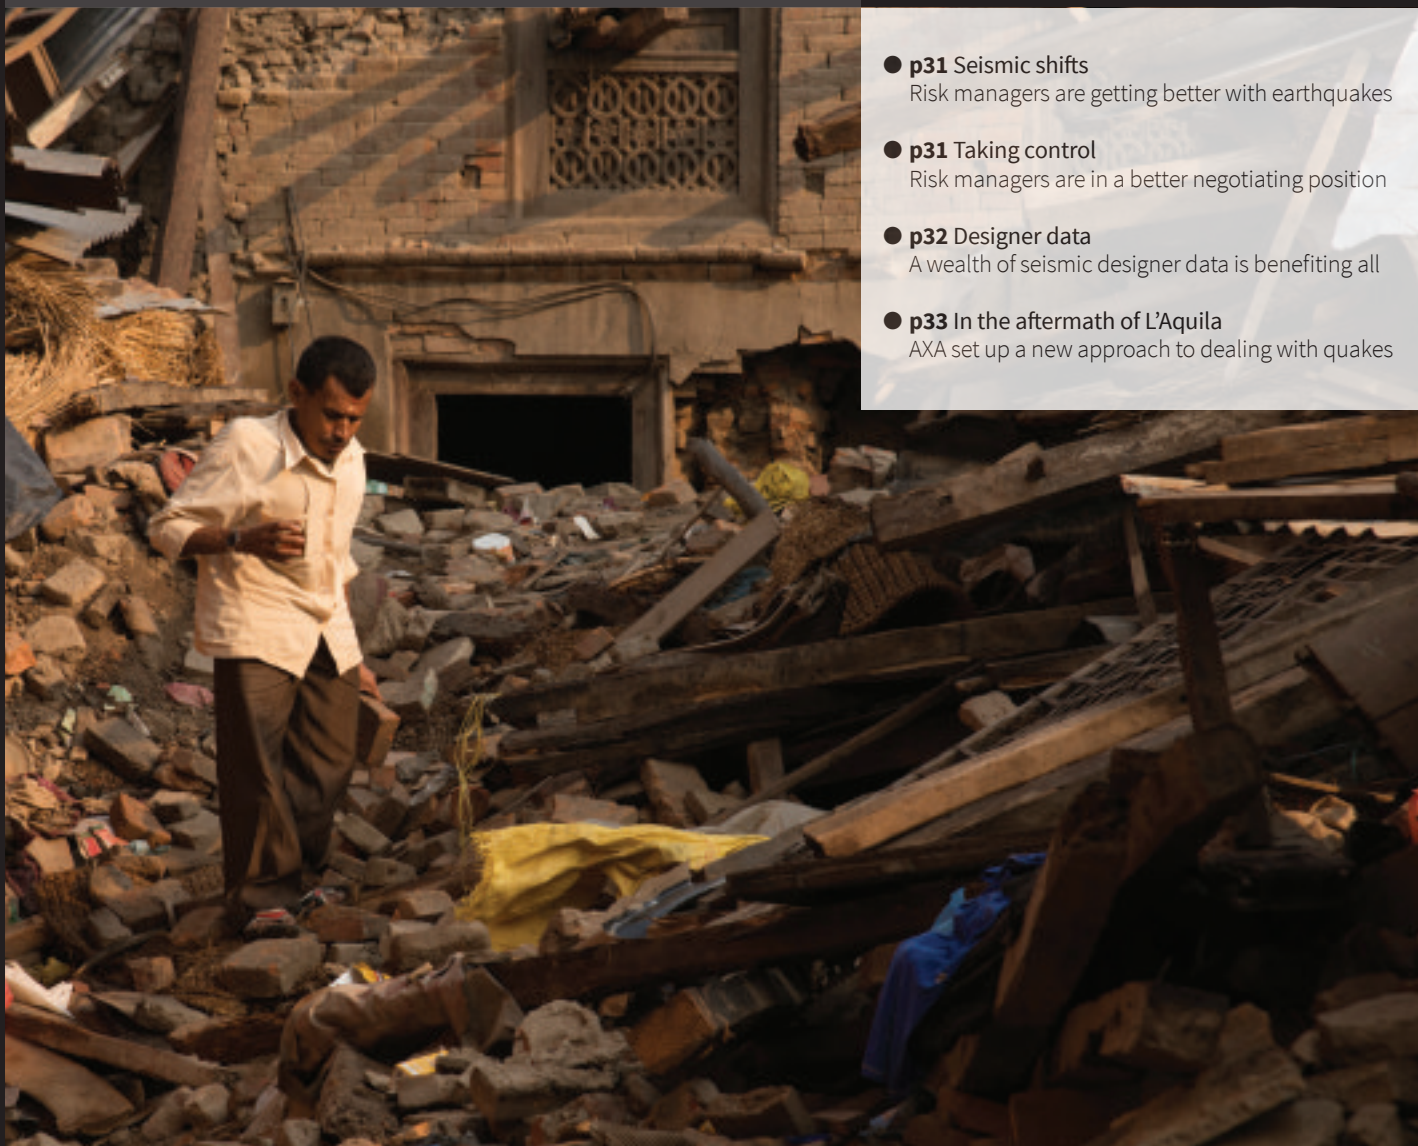 ● p31 Seismic shifts
Risk managers are getting better with earthquakes
● p31 Taking control
Risk managers are in a better negotiating position
● p32 Designer data
A wealth of seismic designer data is benefiting all
● p33 In the aftermath of L’Aquila
AXA set up a new approach to dealing with quakes